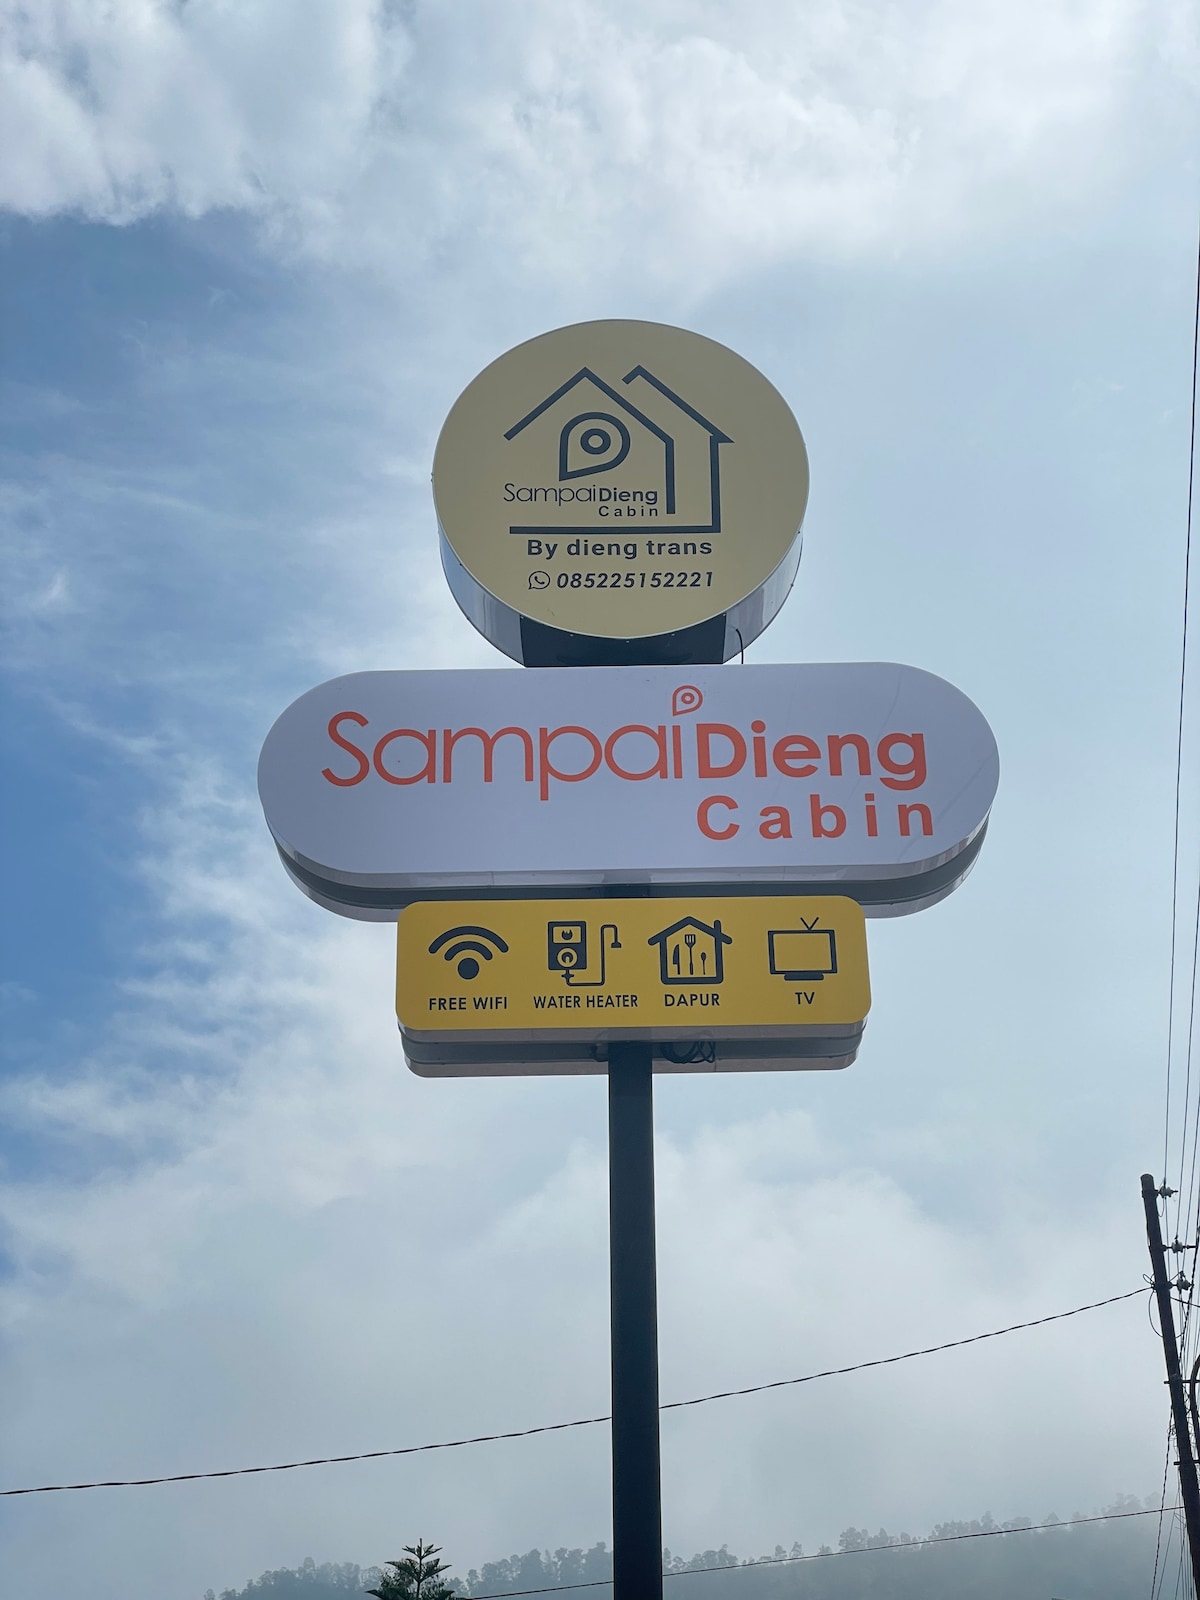 SampaiDieng
Cabin
By dieng trans
085225152221
SampaiDieng
Cabin
FREE WIFI WATER HEATER DAPUR TV